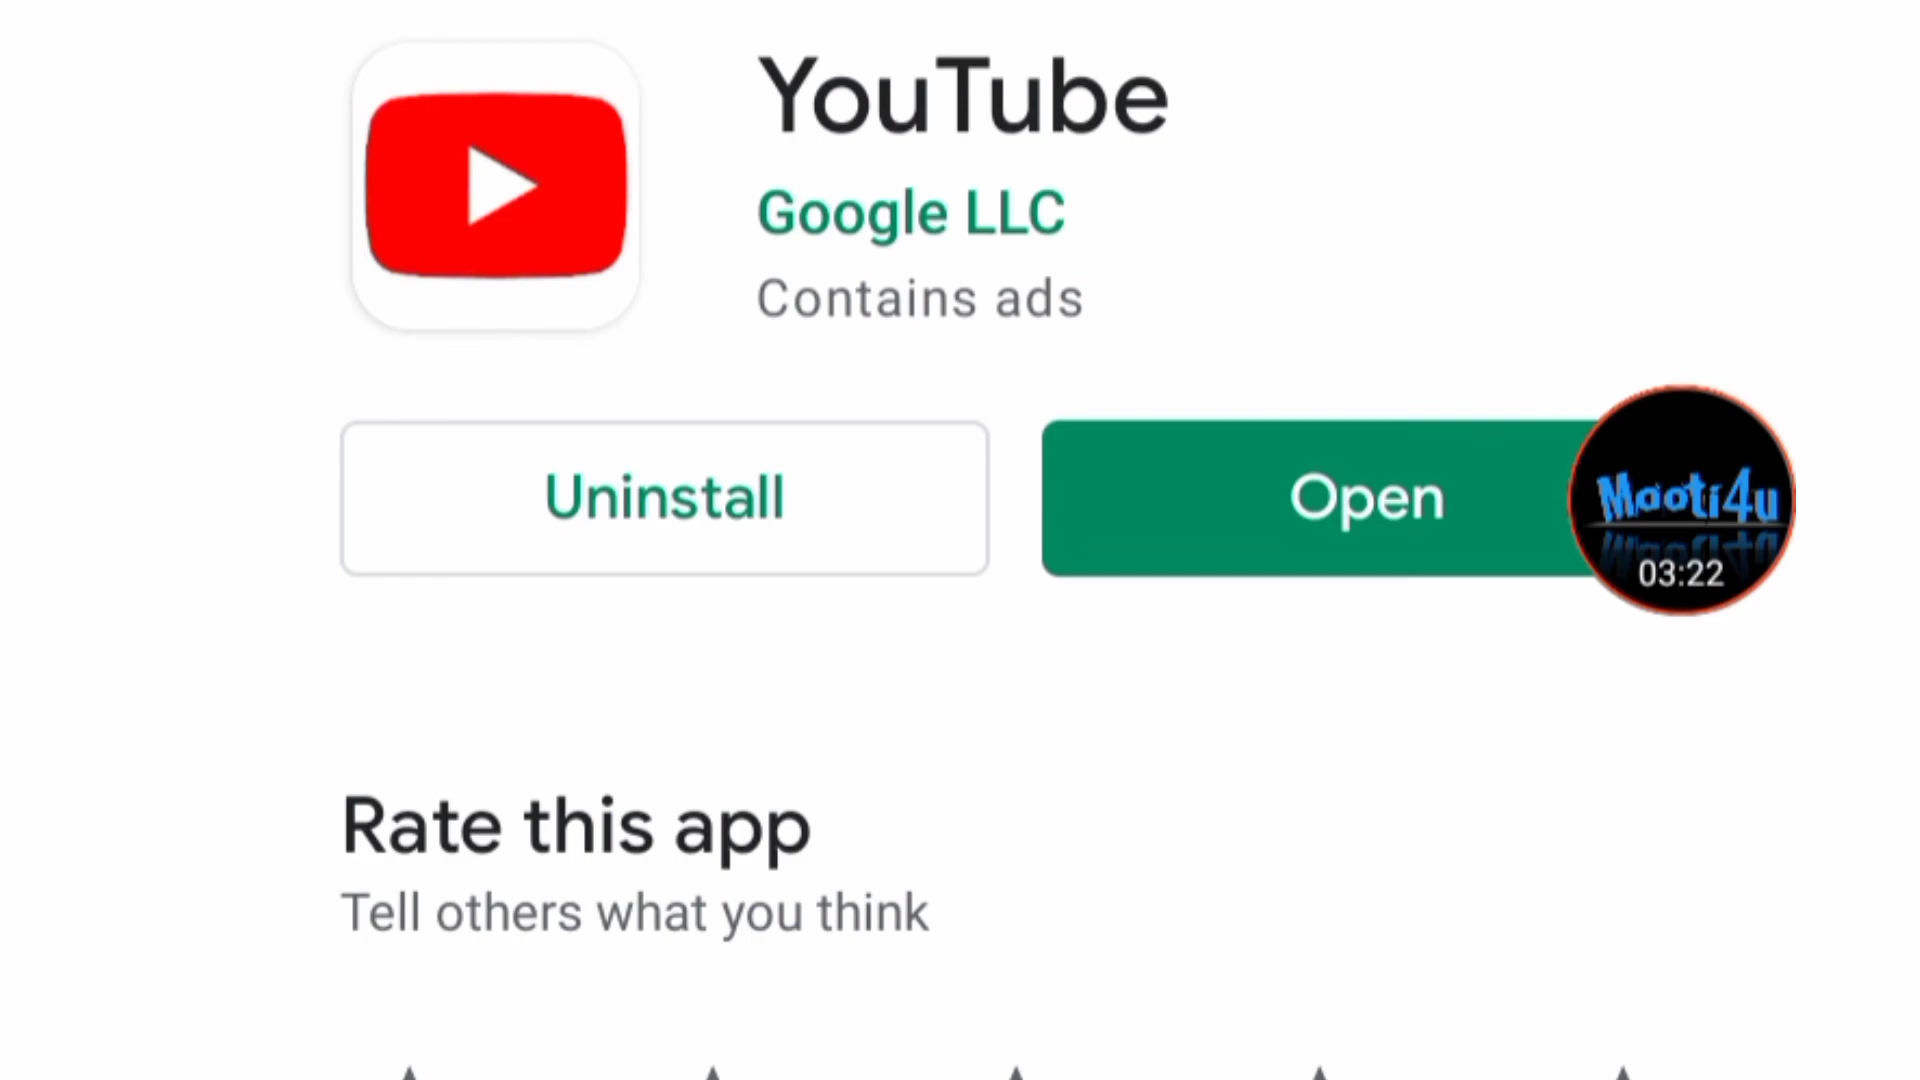 YouTube
Google LLC
Contains ads
Uninstall
Open
Mooti4u
03:22
Rate this app
Tell others what you think